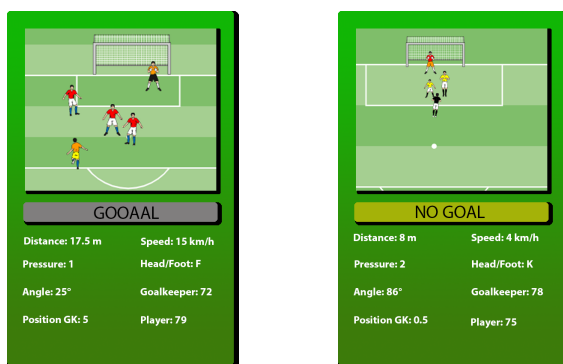 GOOAAL
Distance: 17.5 m Speed: 15 km/h
Pressure: 1 Head/Foot: F
Angle: 25° Goalkeeper: 72
Position GK: 5 Player: 79
NO GOAL
Distance: 8 m Speed: 4 km/h
Pressure: 2 Head/Foot: K
Angle: 86° Goalkeeper: 78
Position GK: 0.5 Player: 75